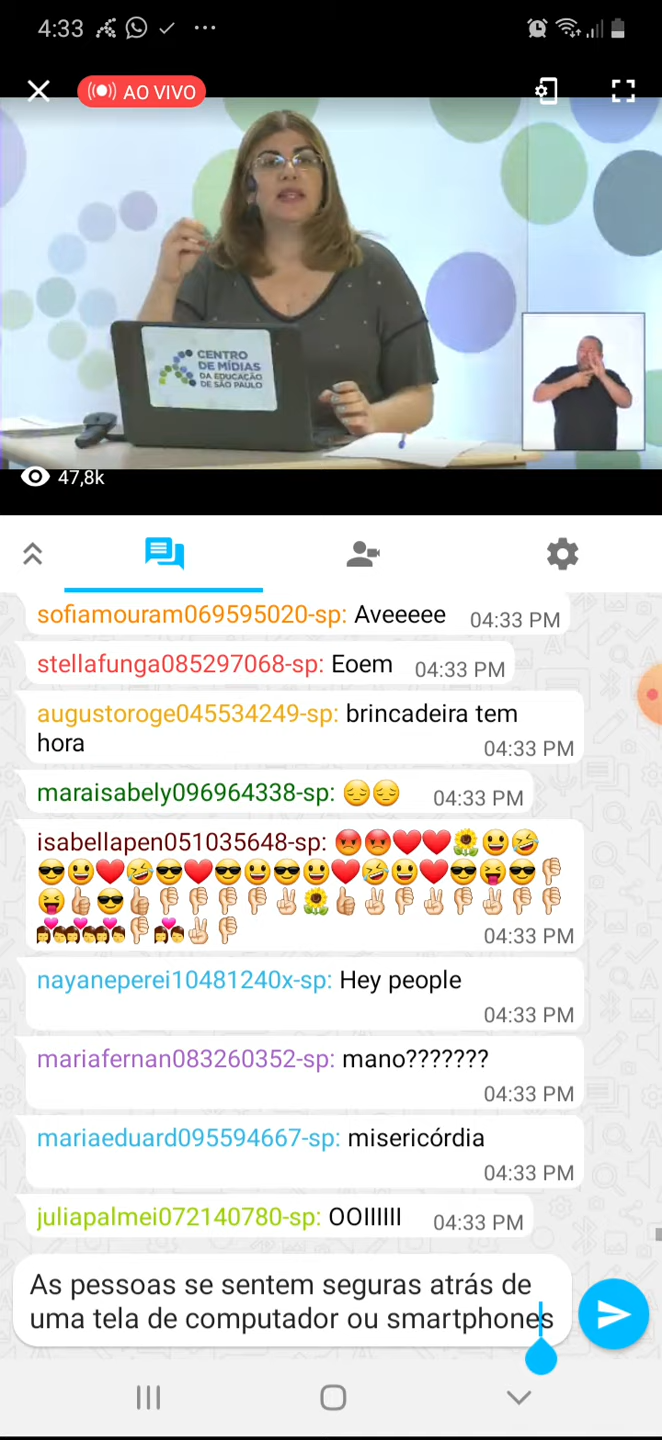 4:33
AO VIVO
CENTRO
DE MÍDIAS
DA EDUCAÇÃO
DE SÃO PAULO
47,8k
sofiamouram069595020-sp: Aveeeee 04:33 PM
stellafunga085297068-sp: Eoem 04:33 PM
augustoroge045534249-sp: brincadeira tem
hora 04:33 PM
maraisabely096964338-sp: 😔😔 04:33 PM
isabellapen051035648-sp: 😡😡❤️❤️🌻😃🤣
😎😃❤️🤣😎❤️😎😃😎😃❤️🤣😃❤️😎😝😎👎🏻
😝👍🏻😎👍🏻👎🏻👎🏻👎🏻👎🏻✌🏻🌻👍🏻✌🏻👎🏻✌🏻👎🏻✌🏻👎🏻👎🏻
💑💑💑👎🏻💑✌🏻👎🏻 04:33 PM
nayaneperei10481240x-sp: Hey people
04:33 PM
mariafernan083260352-sp: mano???????
04:33 PM
mariaeduard095594667-sp: misericórdia
04:33 PM
juliapalmei072140780-sp: OOIIIIII 04:33 PM
As pessoas se sentem seguras atrás de
uma tela de computador ou smartphones